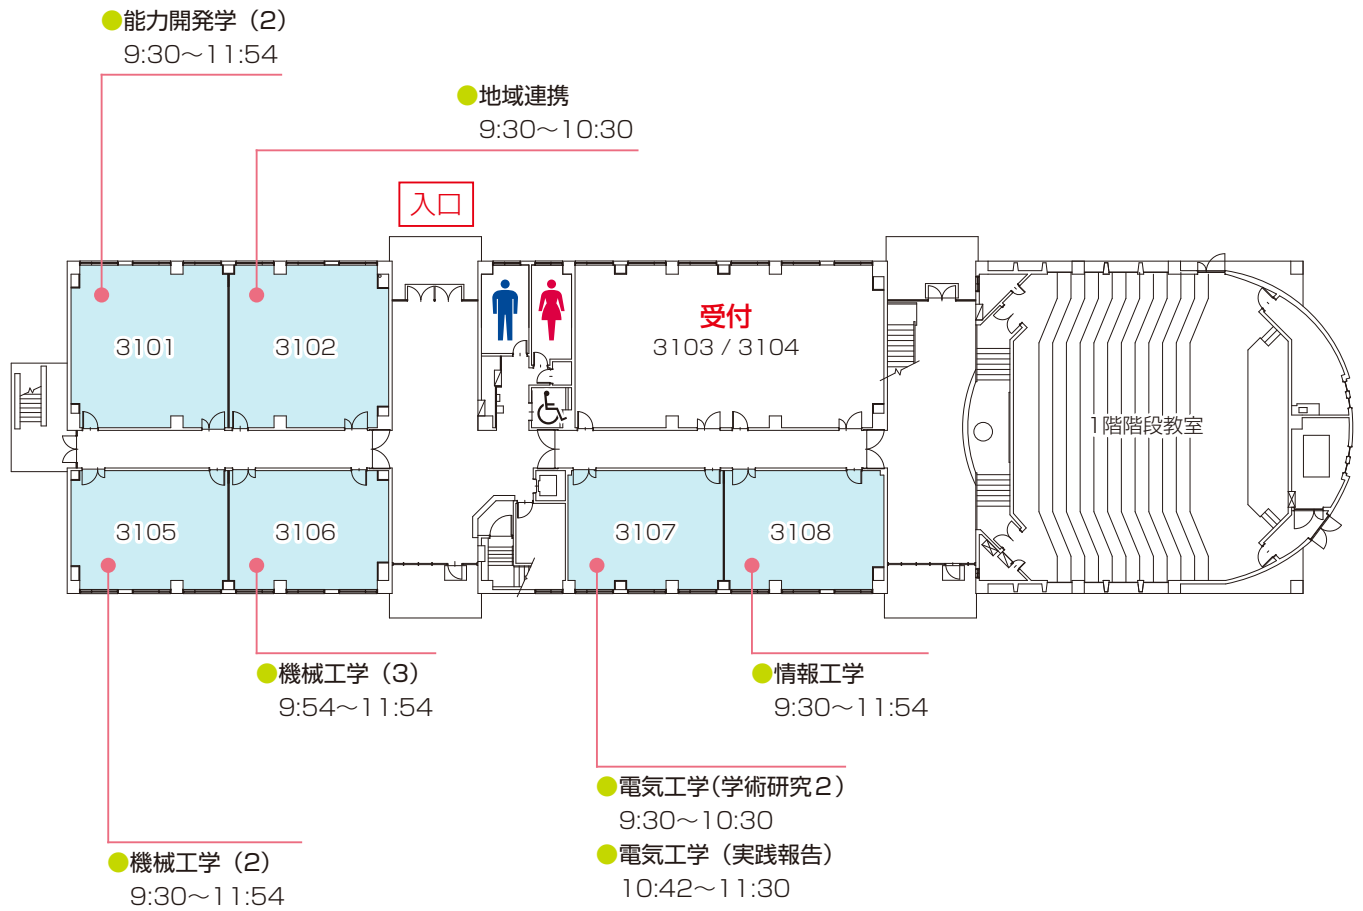 ●能力開発学（2）
9:30～11:54
●地域連携
9:30～10:30
入口
受付
3101
3102
3103 / 3104
1階階段教室
3105
3106
3107
3108
●機械工学（3）
9:54～11:54
●情報工学
9:30～11:54
●電気工学(学術研究2)
9:30～10:30
●電気工学（実践報告）
10:42～11:30
●機械工学（2）
9:30～11:54